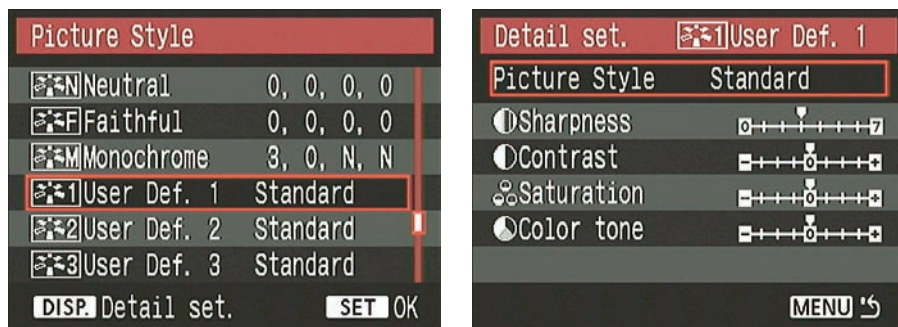 Picture Style
N Neutral 0, 0, 0, 0
F Faithful 0, 0, 0, 0
M Monochrome 3, 0, N, N
1 User Def. 1 Standard
2 User Def. 2 Standard
3 User Def. 3 Standard
DISP. Detail set. SET OK
Detail set. 1 User Def. 1
Picture Style Standard
Sharpness 0 7
Contrast - 0 +
Saturation - 0 +
Color tone - 0 +
MENU